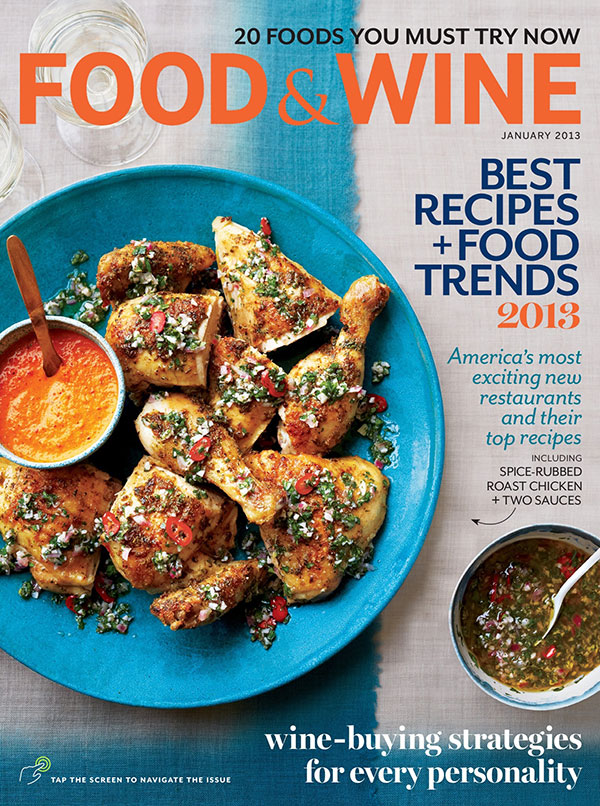 20 FOODS YOU MUST TRY NOW
FOOD & WINE
JANUARY 2013
BEST
RECIPES
+FOOD
TRENDS
2013
America's most
exciting new
restaurants
and their
top recipes
INCLUDING
SPICE-RUBBED
ROAST CHICKEN
+ TWO SAUCES
wine-buying strategies
for every personality
TAP THE SCREEN TO NAVIGATE THE ISSUE